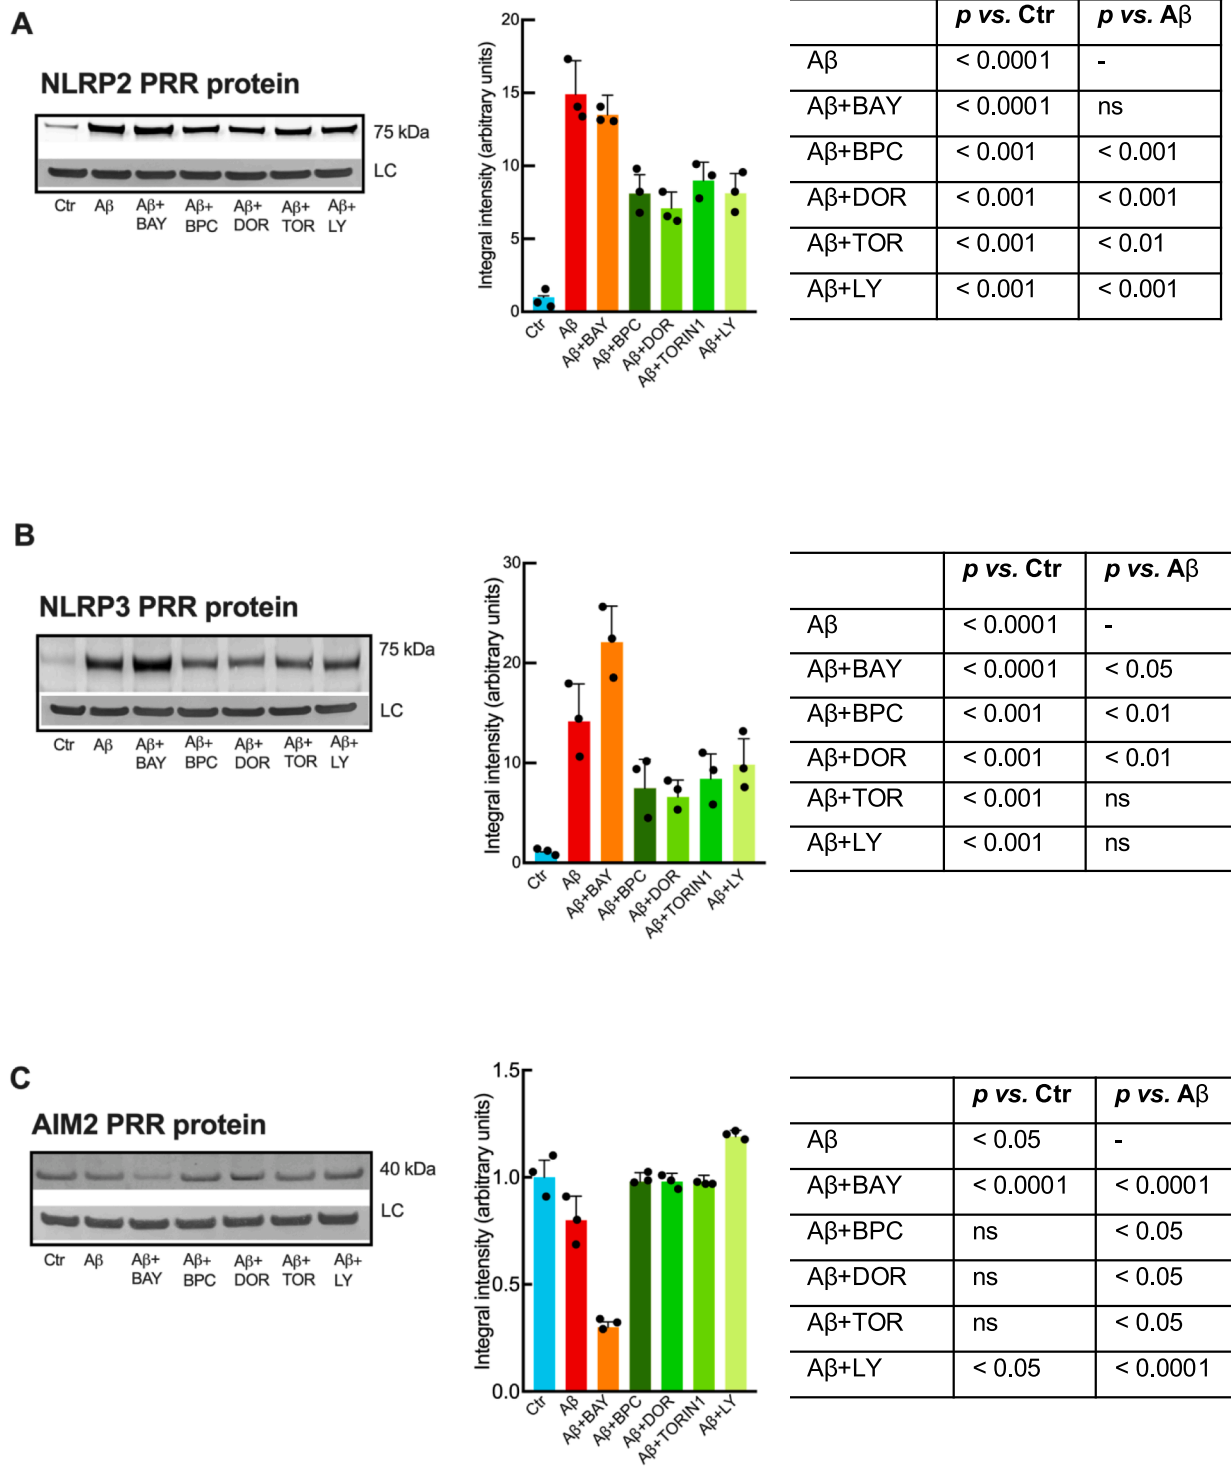 A
NLRP2 PRR protein
75 kDa
LC
Ctr Aβ Aβ+ Aβ+ Aβ+ Aβ+ Aβ+
BAY BPC DOR TOR LY
Integral intensity (arbitrary units)
20
15
10
5
0
Ctr Aβ Aβ+BAY Aβ+BPC Aβ+DOR Aβ+TORIN1 Aβ+LY
p vs. Ctr p vs. Aβ
Aβ < 0.0001 -
Aβ+BAY < 0.0001 ns
Aβ+BPC < 0.001 < 0.001
Aβ+DOR < 0.001 < 0.001
Aβ+TOR < 0.001 < 0.01
Aβ+LY < 0.001 < 0.001
B
NLRP3 PRR protein
75 kDa
LC
Ctr Aβ Aβ+ Aβ+ Aβ+ Aβ+ Aβ+
BAY BPC DOR TOR LY
Integral intensity (arbitrary units)
30
20
10
0
Ctr Aβ Aβ+BAY Aβ+BPC Aβ+DOR Aβ+TORIN1 Aβ+LY
p vs. Ctr p vs. Aβ
Aβ < 0.0001 -
Aβ+BAY < 0.0001 < 0.05
Aβ+BPC < 0.001 < 0.01
Aβ+DOR < 0.001 < 0.01
Aβ+TOR < 0.001 ns
Aβ+LY < 0.001 ns
C
AIM2 PRR protein
40 kDa
LC
Ctr Aβ Aβ+ Aβ+ Aβ+ Aβ+ Aβ+
BAY BPC DOR TOR LY
Integral intensity (arbitrary units)
1.5
1.0
0.5
0.0
Ctr Aβ Aβ+BAY Aβ+BPC Aβ+DOR Aβ+TORIN1 Aβ+LY
p vs. Ctr p vs. Aβ
Aβ < 0.05 -
Aβ+BAY < 0.0001 < 0.0001
Aβ+BPC ns < 0.05
Aβ+DOR ns < 0.05
Aβ+TOR ns < 0.05
Aβ+LY < 0.05 < 0.0001